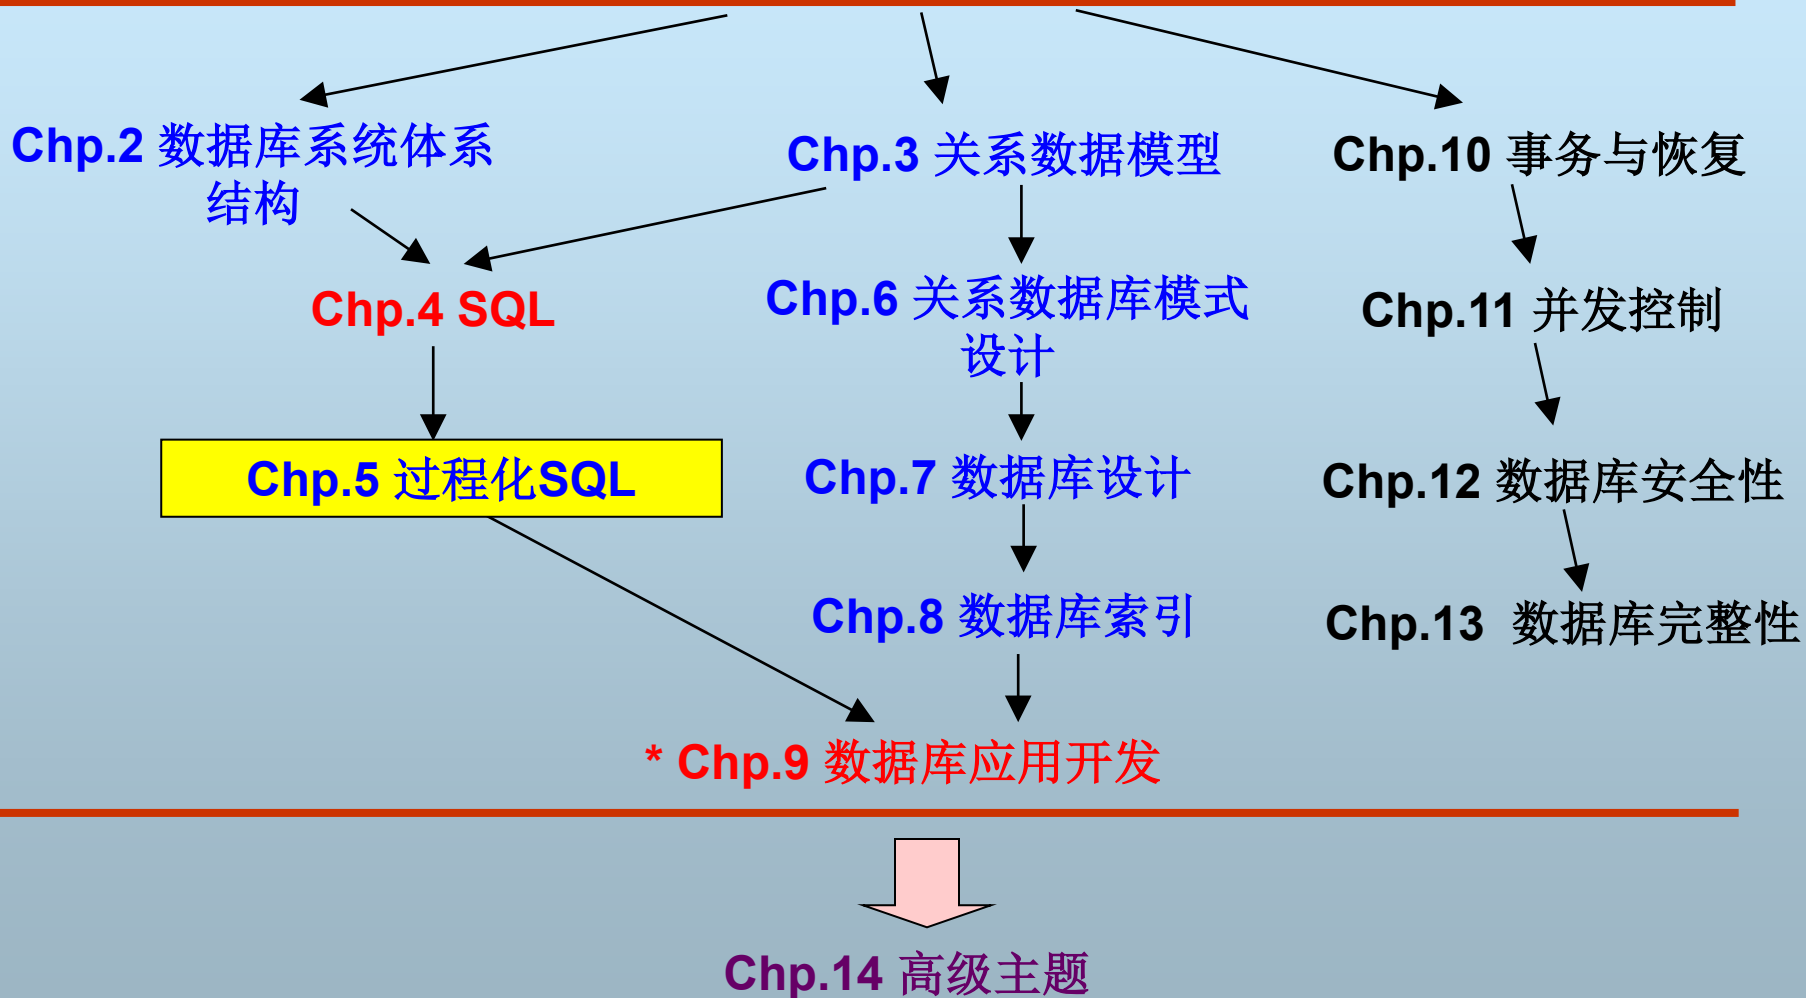 Chp.2 数据库系统体系
结构
Chp.3 关系数据模型
Chp.10 事务与恢复
Chp.4 SQL
Chp.6 关系数据库模式
设计
Chp.11 并发控制
Chp.5 过程化SQL
Chp.7 数据库设计
Chp.12 数据库安全性
Chp.8 数据库索引
Chp.13 数据库完整性
* Chp.9 数据库应用开发
Chp.14 高级主题